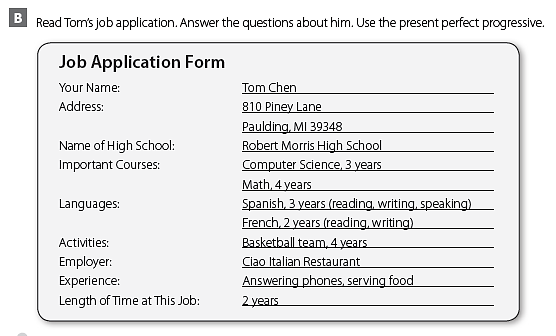 B Read Tom's job application. Answer the questions about him. Use the present perfect progressive.
Job Application Form
Your Name: Tom Chen
Address: 810 Piney Lane
Paulding, MI 39348
Name of High School: Robert Morris High School
Important Courses: Computer Science, 3 years
Math, 4 years
Languages: Spanish, 3 years (reading, writing, speaking)
French, 2 years (reading, writing)
Activities: Basketball team, 4 years
Employer: Ciao Italian Restaurant
Experience: Answering phones, serving food
Length of Time at This Job: 2 years